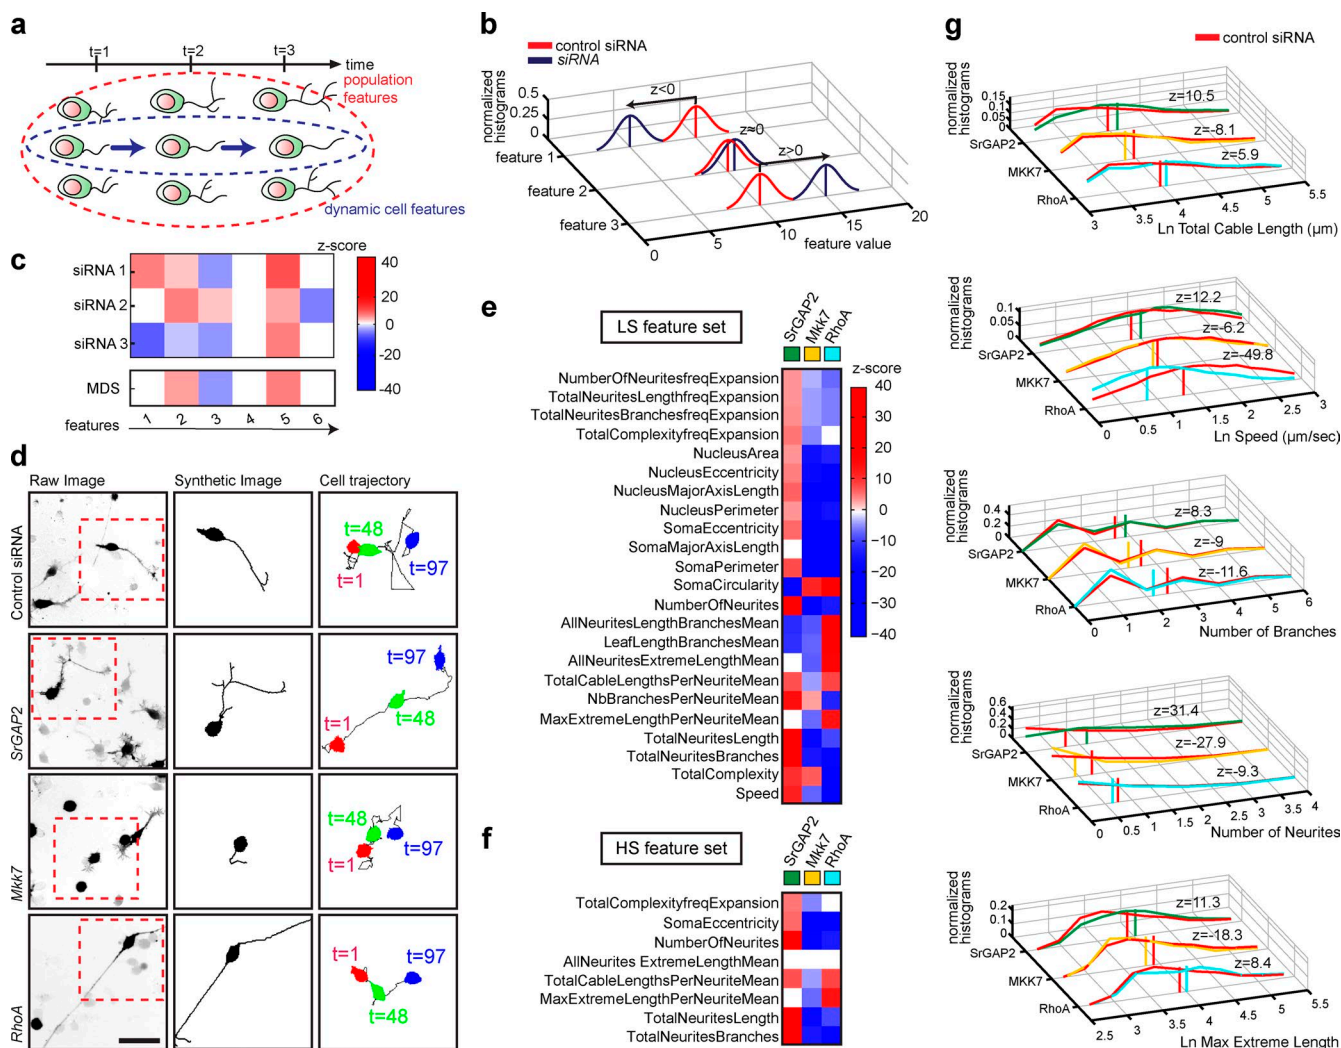 a
t=1
t=2
t=3
time
population
features
dynamic cell features
b
control siRNA
siRNA
normalized
histograms
0.5
0.25
0
z<0
z≈0
z>0
feature 1
feature 2
feature 3
0
5
10
15
20
feature value
c
z-score
siRNA 1
siRNA 2
siRNA 3
MDS
40
20
0
-20
-40
features
1
2
3
4
5
6
d
Raw Image
Synthetic Image
Cell trajectory
Control siRNA
t=48
t=1
t=97
SrGAP2
t=97
t=48
t=1
Mkk7
t=48
t=1
t=97
RhoA
t=1
t=97
t=48
e
LS feature set
SrGAP2
Mkk7
RhoA
z-score
NumberOfNeuritesfreqExpansion
TotalNeuritesLengthfreqExpansion
TotalNeuritesBranchesfreqExpansion
TotalComplexityfreqExpansion
NucleusArea
NucleusEccentricity
NucleusMajorAxisLength
NucleusPerimeter
SomaEccentricity
SomaMajorAxisLength
SomaPerimeter
SomaCircularity
NumberOfNeurites
AllNeuritesLengthBranchesMean
LeafLengthBranchesMean
AllNeuritesExtremeLengthMean
TotalCableLengthsPerNeuriteMean
NbBranchesPerNeuriteMean
MaxExtremeLengthPerNeuriteMean
TotalNeuritesLength
TotalNeuritesBranches
TotalComplexity
Speed
40
30
20
10
0
−10
−20
−30
−40
f
HS feature set
SrGAP2
Mkk7
RhoA
TotalComplexityfreqExpansion
SomaEccentricity
NumberOfNeurites
AllNeurites ExtremeLengthMean
TotalCableLengthsPerNeuriteMean
MaxExtremeLengthPerNeuriteMean
TotalNeuritesLength
TotalNeuritesBranches
g
control siRNA
normalized
histograms
0.15
0.1
0.05
0
z=10.5
z=-8.1
z=5.9
SrGAP2
MKK7
RhoA
3
3.5
4
4.5
5
5.5
Ln Total Cable Length (µm)
normalized
histograms
0.1
0.05
0
z=12.2
z=-6.2
z=-49.8
SrGAP2
MKK7
RhoA
0
0.5
1
1.5
2
2.5
3
Ln Speed (µm/sec)
normalized
histograms
0.4
0.2
0
z=8.3
z=-9
z=-11.6
SrGAP2
MKK7
RhoA
0
1
2
3
4
5
6
Number of Branches
normalized
histograms
0.6
0.4
0.2
0
z=31.4
z=-27.9
z=-9.3
SrGAP2
MKK7
RhoA
0
0.5
1
1.5
2
2.5
3
3.5
4
Number of Neurites
normalized
histograms
0.2
0.1
0
z=11.3
z=-18.3
z=8.4
SrGAP2
MKK7
RhoA
2.5
3
3.5
4
4.5
5
5.5
Ln Max Extreme Length